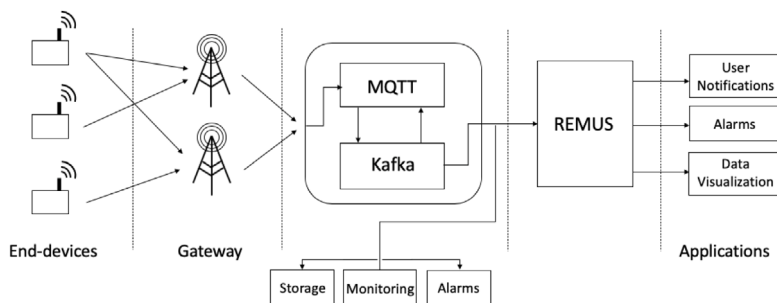 MQTT
Kafka
REMUS
User
Notifications
Alarms
Data
Visualization
End-devices
Gateway
Applications
Storage
Monitoring
Alarms